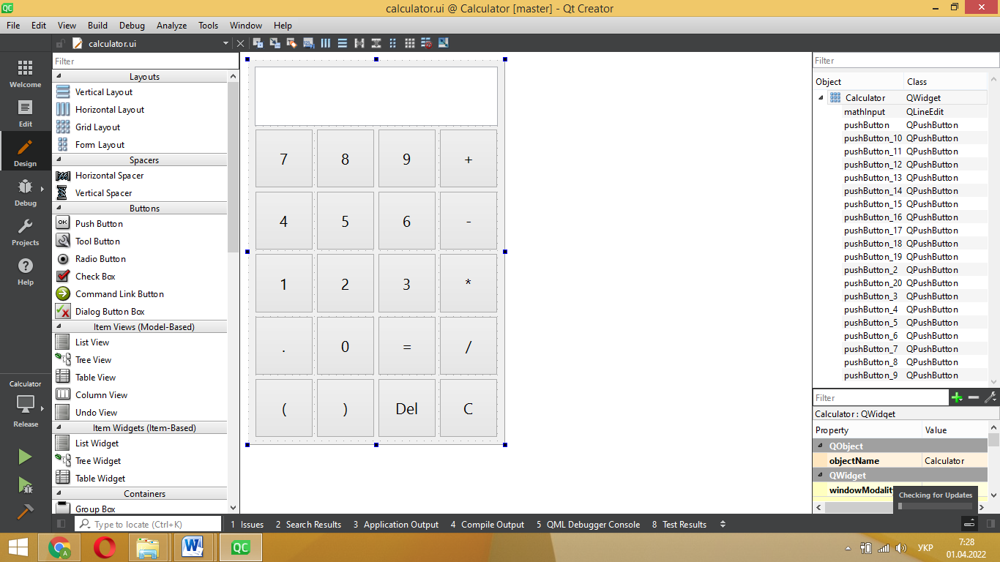 QC
calculator.ui @ Calculator [master] - Qt Creator
File Edit View Build Debug Analyze Tools Window Help
calculator.ui
Welcome
Edit
Design
Debug
Projects
Help
Calculator
Release
Filter
Layouts
Vertical Layout
Horizontal Layout
Grid Layout
Form Layout
Spacers
Horizontal Spacer
Vertical Spacer
Buttons
OK Push Button
Tool Button
Radio Button
Check Box
Command Link Button
Dialog Button Box
Item Views (Model-Based)
List View
Tree View
Table View
Column View
Undo View
Item Widgets (Item-Based)
List Widget
Tree Widget
Table Widget
Containers
Group Box
7 8 9 +
4 5 6 -
1 2 3 *
. 0 = /
( ) Del C
Filter
Object Class
Calculator QWidget
mathInput QLineEdit
pushButton QPushButton
pushButton_10 QPushButton
pushButton_11 QPushButton
pushButton_12 QPushButton
pushButton_13 QPushButton
pushButton_14 QPushButton
pushButton_15 QPushButton
pushButton_16 QPushButton
pushButton_17 QPushButton
pushButton_18 QPushButton
pushButton_19 QPushButton
pushButton_2 QPushButton
pushButton_20 QPushButton
pushButton_3 QPushButton
pushButton_4 QPushButton
pushButton_5 QPushButton
pushButton_6 QPushButton
pushButton_7 QPushButton
pushButton_8 QPushButton
pushButton_9 QPushButton
Filter
Calculator : QWidget
Property Value
QObject
objectName Calculator
QWidget
windowModalit
Checking for Updates
Type to locate (Ctrl+K) 1 Issues 2 Search Results 3 Application Output 4 Compile Output 5 QML Debugger Console 8 Test Results
A W QC УКР
7:28
01.04.2022